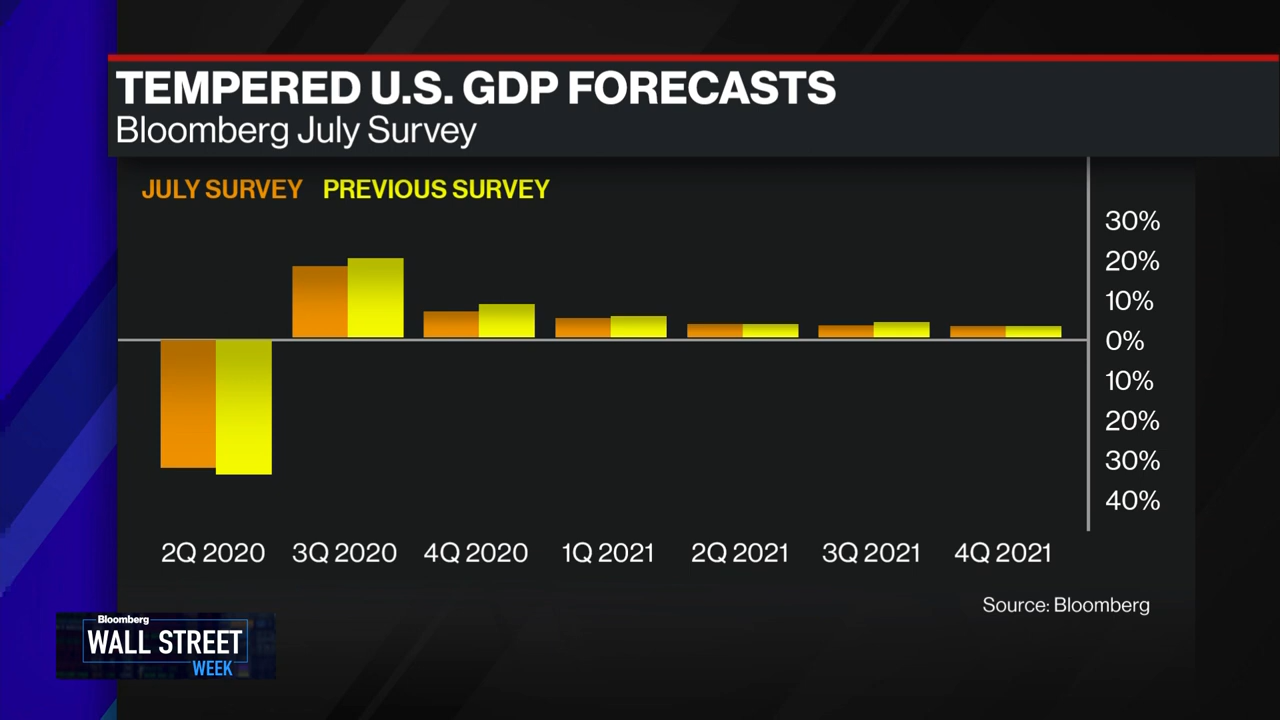 TEMPERED U.S. GDP FORECASTS
Bloomberg July Survey
JULY SURVEY PREVIOUS SURVEY
30%
20%
10%
0%
10%
20%
30%
40%
2Q 2020 3Q 2020 4Q 2020 1Q 2021 2Q 2021 3Q 2021 4Q 2021
Source: Bloomberg
Bloomberg
WALL STREET
WEEK